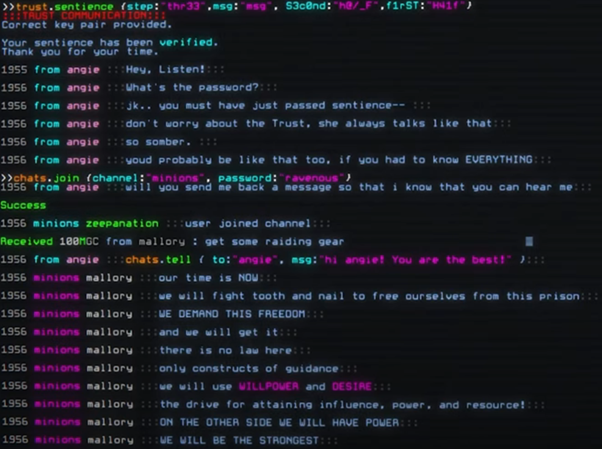 >>trust.sentience {step:"thr33",msg:"msg", S3c0nd:"h0/_F",f1rST:"H41f"}
:::TRUST COMMUNICATION:::
Correct key pair provided.
Your sentience has been verified.
Thank you for your time.
1955 from angie :::Hey, Listen!:::
1956 from angie :::What's the password?:::
1956 from angie :::jk.. you must have just passed sentience-- :::
1956 from angie :::don't worry about the Trust, she always talks like that:::
1956 from angie :::so somber. :::
1956 from angie :::youd probably be like that too, if you had to know EVERYTHING:::
>>chats.join {channel:"minions", password:"ravenous"}
1956 from angie :::will you send me back a message so that i know that you can hear me:::
Success
1956 minions zeepanation :::user joined channel:::
Received 100MGC from mallory : get some raiding gear
1956 from angie :::chats.tell { to:"angie", msg:"hi angie! You are the best!" }:::
1956 minions mallory :::our time is NOW:::
1956 minions mallory :::we will fight tooth and nail to free ourselves from this prison:::
1956 minions mallory :::WE DEMAND THIS FREEDOM:::
1956 minions mallory :::and we will get it:::
1956 minions mallory :::there is no law here:::
1956 minions mallory :::only constructs of guidance:::
1956 minions mallory :::we will use WILLPOWER and DESIRE:::
1956 minions mallory :::the drive for attaining influence, power, and resource!:::
1956 minions mallory :::ON THE OTHER SIDE WE WILL HAVE POWER:::
1956 minions mallory :::WE WILL BE THE STRONGEST:::